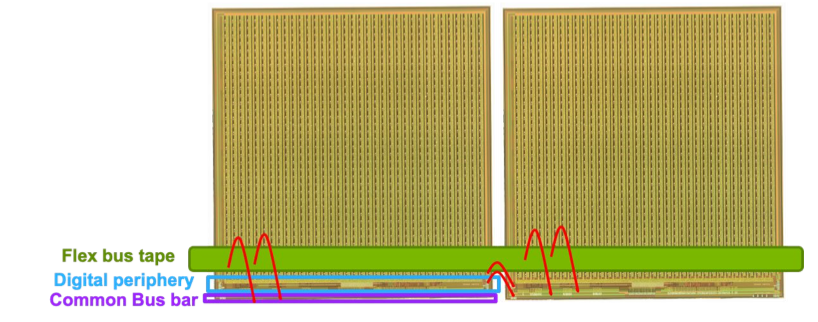 Flex bus tape
Digital periphery
Common Bus bar